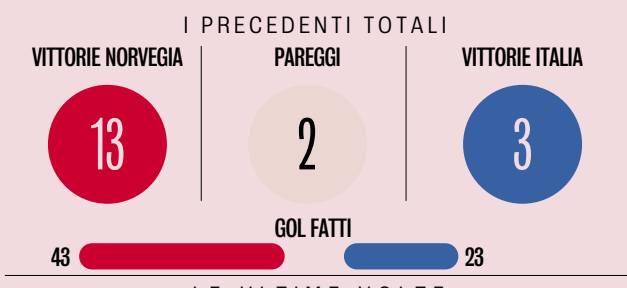 I PRECEDENTI TOTALI
VITTORIE NORVEGIA PAREGGI VITTORIE ITALIA
13 2 3
GOL FATTI
43 23